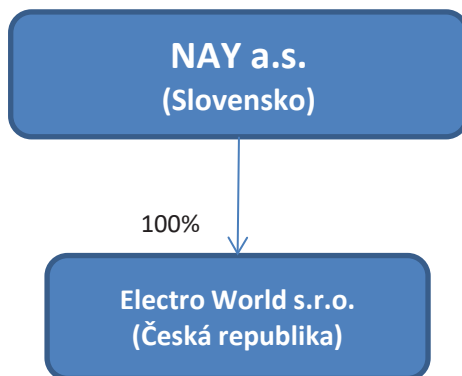 NAY a.s.
(Slovensko)
100%
Electro World s.r.o.
(Česká republika)